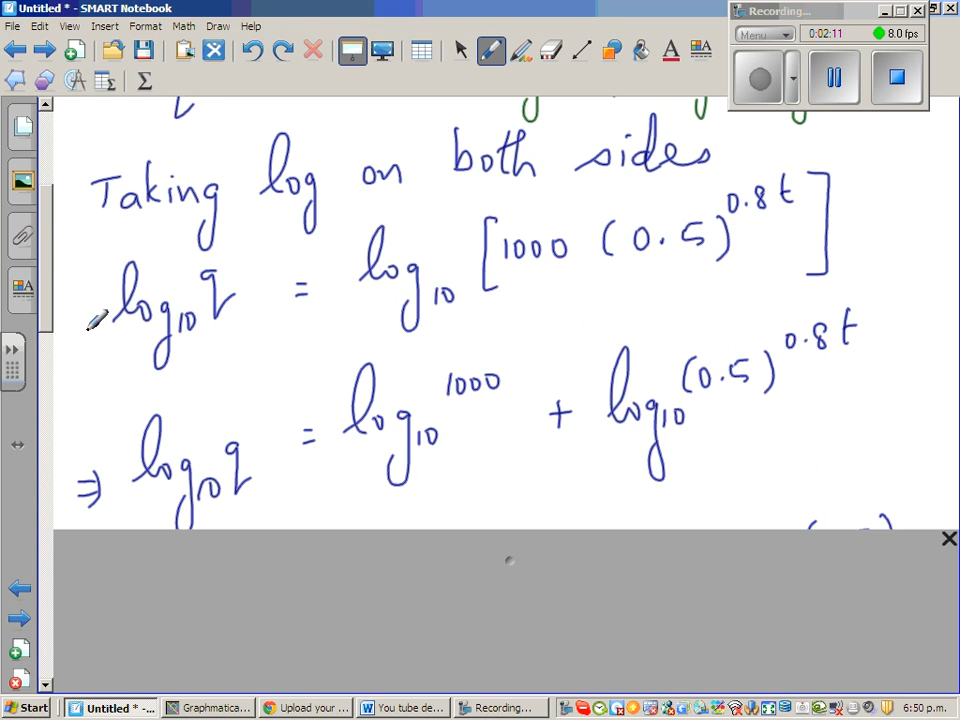 Untitled * - SMART Notebook
Recording...
File Edit View Insert Format Math Draw Help
Menu 0:02:11 8.0 fps
Taking log on both sides
log₁₀ q = log₁₀ [1000 (0.5)^0.8t]
⇒ log₁₀ q = log₁₀ 1000 + log₁₀ (0.5)^0.8t
Start Untitled * -... Graphmatica... Upload your ... You tube de... Recording... 6:50 p.m.